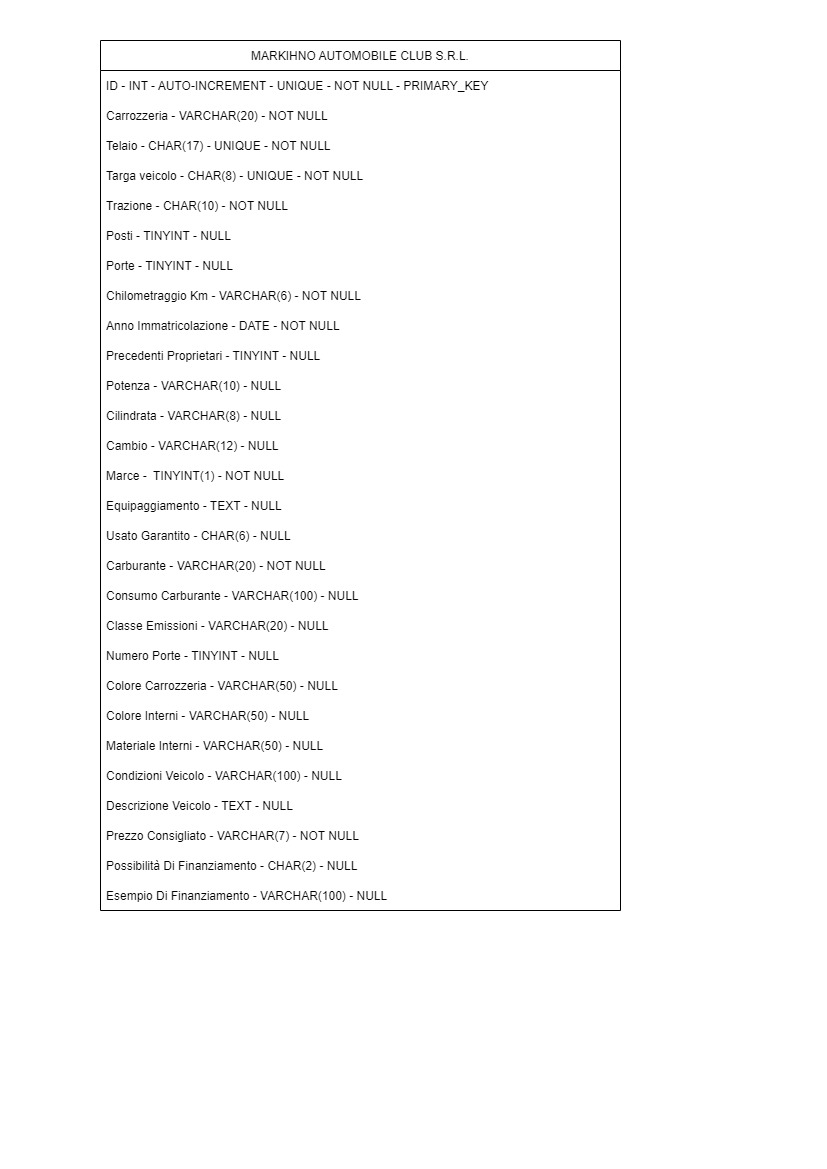 MARKIHNO AUTOMOBILE CLUB S.R.L.
ID - INT - AUTO-INCREMENT - UNIQUE - NOT NULL - PRIMARY_KEY
Carrozzeria - VARCHAR(20) - NOT NULL
Telaio - CHAR(17) - UNIQUE - NOT NULL
Targa veicolo - CHAR(8) - UNIQUE - NOT NULL
Trazione - CHAR(10) - NOT NULL
Posti - TINYINT - NULL
Porte - TINYINT - NULL
Chilometraggio Km - VARCHAR(6) - NOT NULL
Anno Immatricolazione - DATE - NOT NULL
Precedenti Proprietari - TINYINT - NULL
Potenza - VARCHAR(10) - NULL
Cilindrata - VARCHAR(8) - NULL
Cambio - VARCHAR(12) - NULL
Marce -  TINYINT(1) - NOT NULL
Equipaggiamento - TEXT - NULL
Usato Garantito - CHAR(6) - NULL
Carburante - VARCHAR(20) - NOT NULL
Consumo Carburante - VARCHAR(100) - NULL
Classe Emissioni - VARCHAR(20) - NULL
Numero Porte - TINYINT - NULL
Colore Carrozzeria - VARCHAR(50) - NULL
Colore Interni - VARCHAR(50) - NULL
Materiale Interni - VARCHAR(50) - NULL
Condizioni Veicolo - VARCHAR(100) - NULL
Descrizione Veicolo - TEXT - NULL
Prezzo Consigliato - VARCHAR(7) - NOT NULL
Possibilità Di Finanziamento - CHAR(2) - NULL
Esempio Di Finanziamento - VARCHAR(100) - NULL